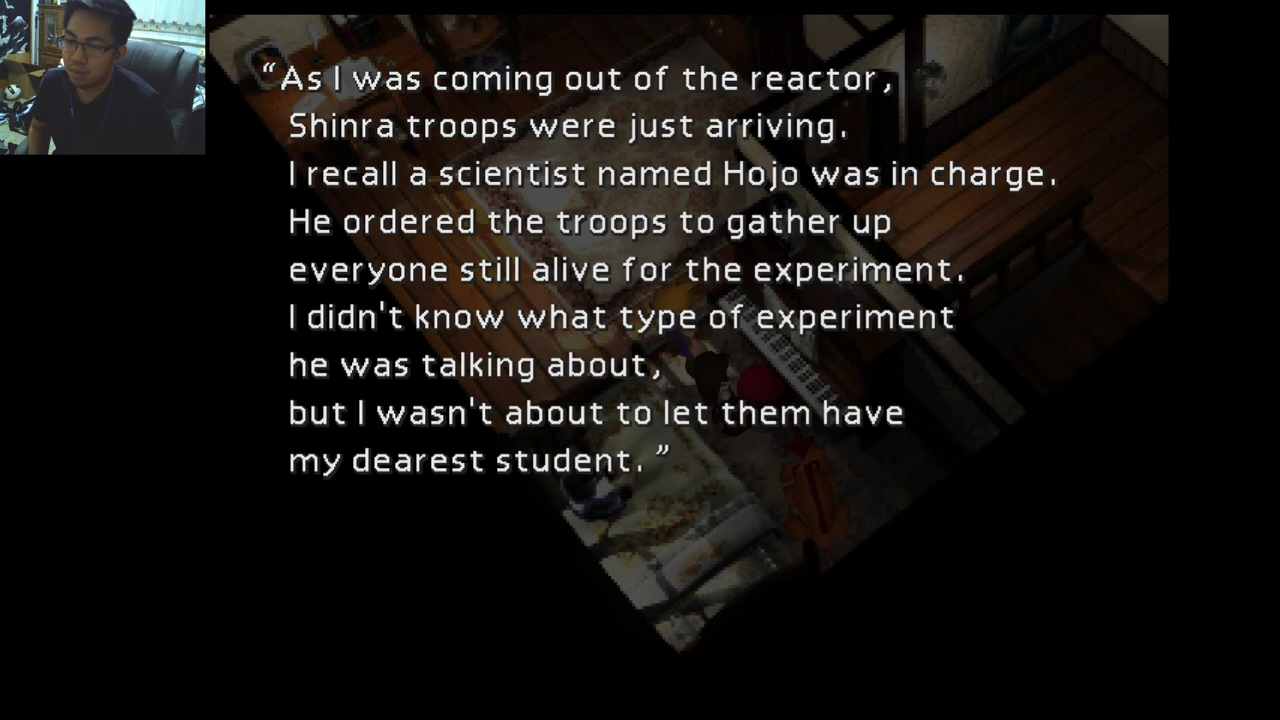 “As I was coming out of the reactor,
Shinra troops were just arriving.
I recall a scientist named Hojo was in charge.
He ordered the troops to gather up
everyone still alive for the experiment.
I didn't know what type of experiment
he was talking about,
but I wasn't about to let them have
my dearest student.”